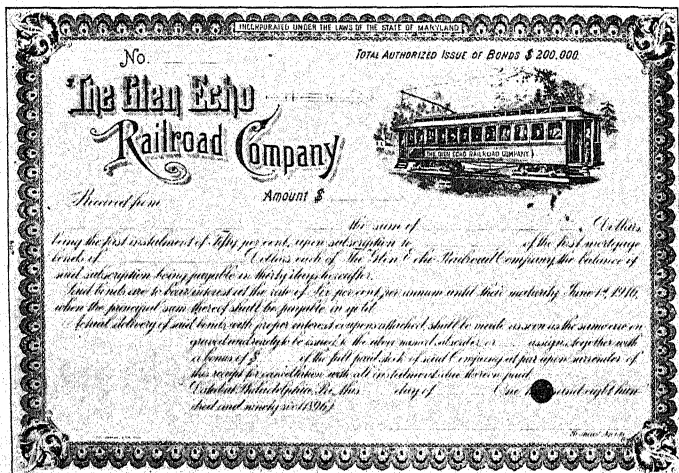 INCORPORATED UNDER THE LAWS OF THE STATE OF MARYLAND
No.
TOTAL AUTHORIZED ISSUE OF BONDS $ 200,000.
The Glen Echo
Railroad Company
THE GLEN ECHO RAILROAD COMPANY
Amount $
Received from
the sum of Dollars,
being the first instalment of Fifty per cent, upon subscription to of the first mortgage
bonds of Dollars each of The Glen Echo Railroad Company, the balance of
said subscription being payable in thirty days hereafter.
Said bonds are to bear interest at the rate of Six per cent per annum until their maturity June 1st 1916,
when the principal sum thereof shall be payable in gold.
Actual delivery of said bonds, with proper interest coupons attached, shall be made as soon as the same are en
graved and ready to be issued, to the above named subscriber, or assigns, together with
a bonus of $ of the full paid stock of said Company at par upon surrender of
this receipt for cancellation with all instalments due thereon paid.
Dated at Philadelphia, Pa. this day of One thousand eight hun
dred and ninety six (1896)